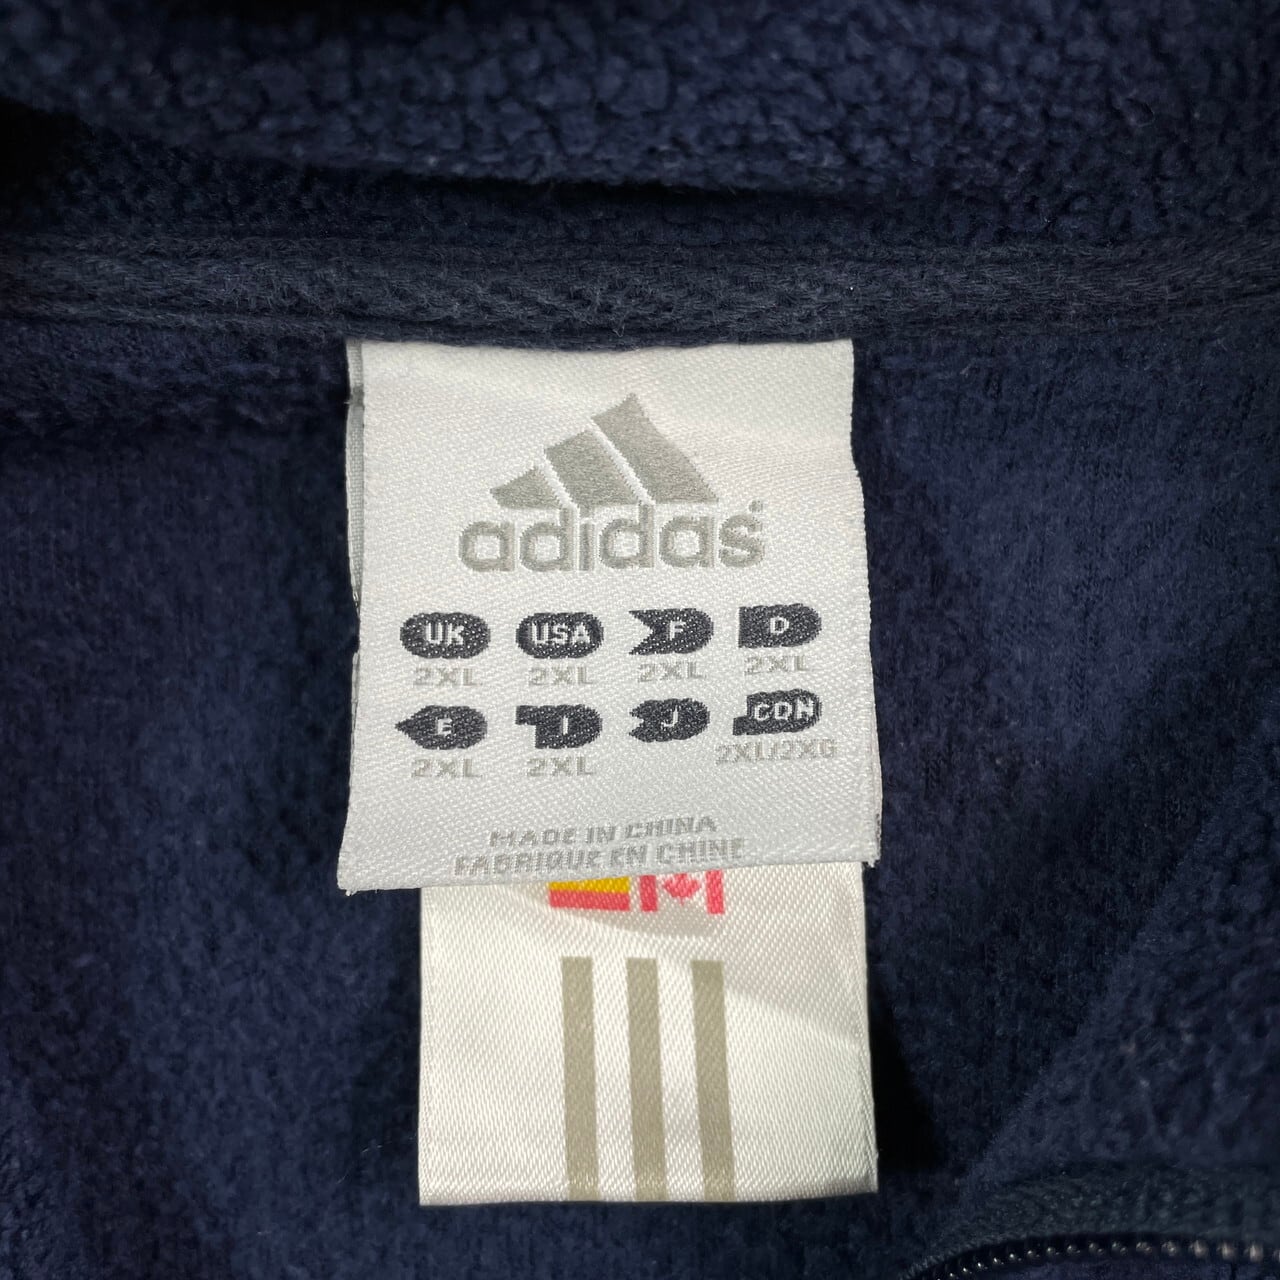 adidas®
UK USA F D
2XL 2XL 2XL 2XL
E I J CDN
2XL 2XL 2XL/2XG
MADE IN CHINA
FABRIQUE EN CHINE